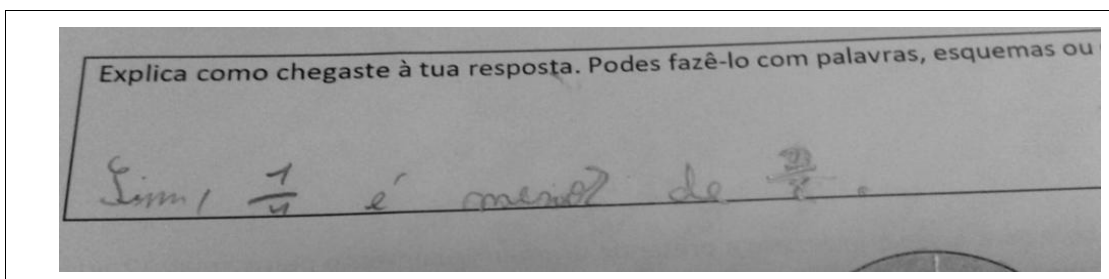 Explica como chegaste à tua resposta. Podes fazê-lo com palavras, esquemas ou
Sim, 1/4 é menor de